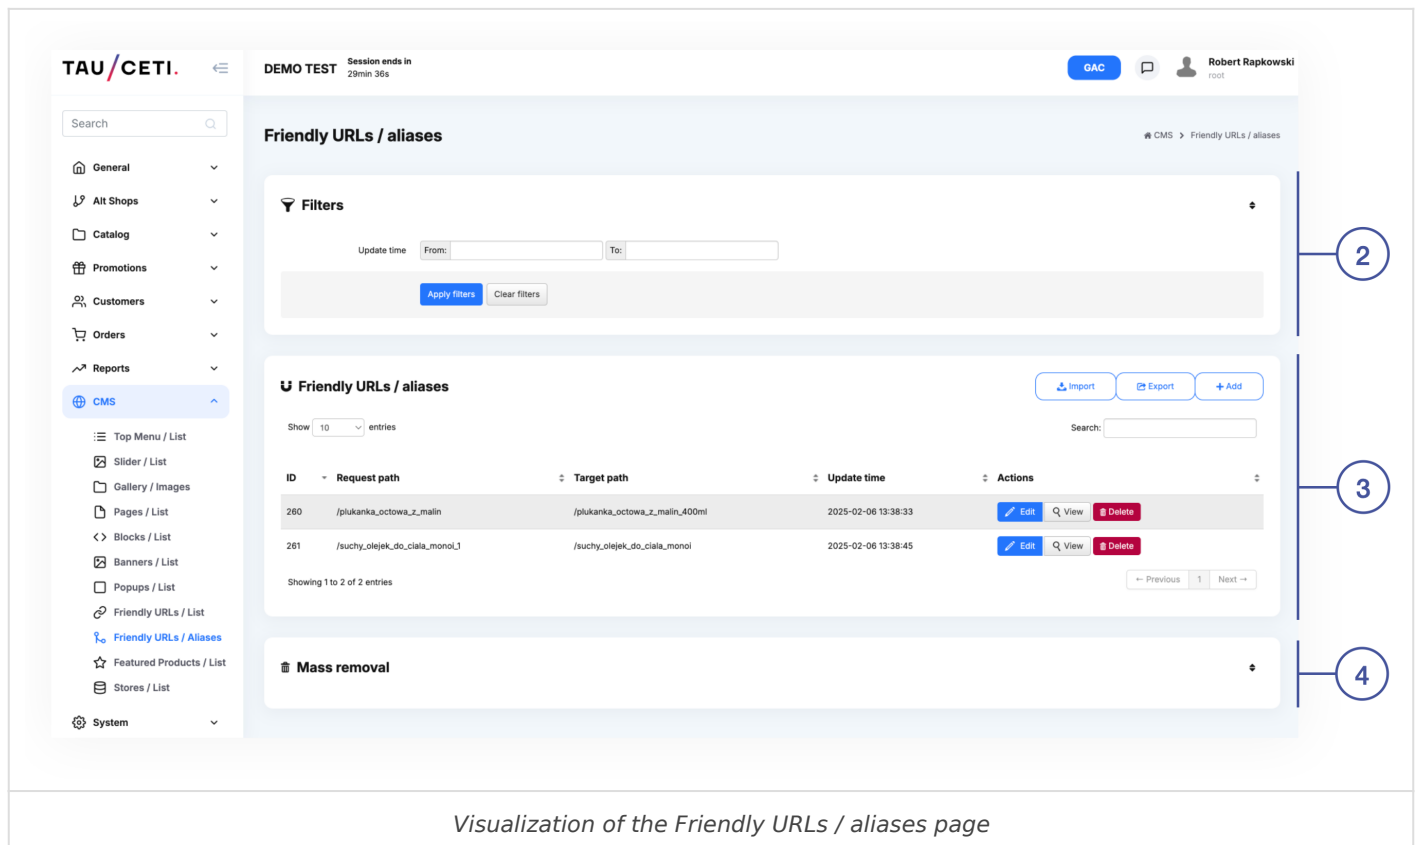 TAU/CETI.
DEMO TEST
Session ends in
29min 36s
GAC
Robert Rapkowski
root
Search
General
Alt Shops
Catalog
Promotions
Customers
Orders
Reports
CMS
Top Menu / List
Slider / List
Gallery / Images
Pages / List
Blocks / List
Banners / List
Popups / List
Friendly URLs / List
Friendly URLs / Aliases
Featured Products / List
Stores / List
System
Friendly URLs / aliases
CMS > Friendly URLs / aliases
Filters
Update time From: To:
Apply filters Clear filters
2
Friendly URLs / aliases
Import Export + Add
Show 10 entries Search:
ID Request path Target path Update time Actions
260 /plukanka_octowa_z_malin /plukanka_octowa_z_malin_400ml 2025-02-06 13:38:33 Edit View Delete
261 /suchy_olejek_do_ciala_monoi_1 /suchy_olejek_do_ciala_monoi 2025-02-06 13:38:45 Edit View Delete
Showing 1 to 2 of 2 entries ← Previous 1 Next →
3
Mass removal
4
Visualization of the Friendly URLs / aliases page